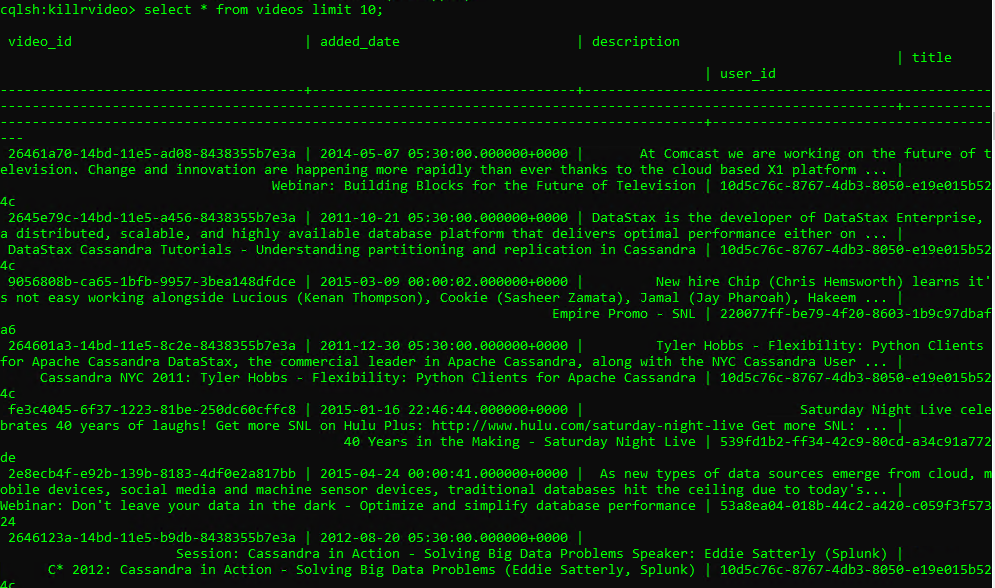 cqlsh:killrvideo> select * from videos limit 10;
 video_id                             | added_date                      | description
                                                                                                                | title
                                                                                        | user_id
--------------------------------------+---------------------------------+---------------------------------------------------
----------------------------------------------------------------------------------------------------------------+-----------
----------------------------------------------------------------------------------------+-----------------------------------
---
 26461a70-14bd-11e5-ad08-8438355b7e3a | 2014-05-07 05:30:00.000000+0000 |       At Comcast we are working on the future of t
elevision. Change and innovation are happening more rapidly than ever thanks to the cloud based X1 platform ... |
                                  Webinar: Building Blocks for the Future of Television | 10d5c76c-8767-4db3-8050-e19e015b52
4c
 2645e79c-14bd-11e5-a456-8438355b7e3a | 2011-10-21 05:30:00.000000+0000 | DataStax is the developer of DataStax Enterprise,
a distributed, scalable, and highly available database platform that delivers optimal performance either on ... |
 DataStax Cassandra Tutorials - Understanding partitioning and replication in Cassandra | 10d5c76c-8767-4db3-8050-e19e015b52
4c
 9056808b-ca65-1bfb-9957-3bea148dfdce | 2015-03-09 00:00:02.000000+0000 |         New hire Chip (Chris Hemsworth) learns it'
s not easy working alongside Lucious (Kenan Thompson), Cookie (Sasheer Zamata), Jamal (Jay Pharoah), Hakeem ... |
                                                                     Empire Promo - SNL | 220077ff-be79-4f20-8603-1b9c97dbaf
a6
 264601a3-14bd-11e5-8c2e-8438355b7e3a | 2011-12-30 05:30:00.000000+0000 |         Tyler Hobbs - Flexibility: Python Clients
for Apache Cassandra DataStax, the commercial leader in Apache Cassandra, along with the NYC Cassandra User ... |
     Cassandra NYC 2011: Tyler Hobbs - Flexibility: Python Clients for Apache Cassandra | 10d5c76c-8767-4db3-8050-e19e015b52
4c
 fe3c4045-6f37-1223-81be-250dc60cffc8 | 2015-01-16 22:46:44.000000+0000 |                           Saturday Night Live cele
brates 40 years of laughs! Get more SNL on Hulu Plus: http://www.hulu.com/saturday-night-live Get more SNL: ... |
                                           40 Years in the Making - Saturday Night Live | 539fd1b2-ff34-42c9-80cd-a34c91a772
de
 2e8ecb4f-e92b-139b-8183-4df0e2a817bb | 2015-04-24 00:00:41.000000+0000 |  As new types of data sources emerge from cloud, m
obile devices, social media and machine sensor devices, traditional databases hit the ceiling due to today's... |
Webinar: Don't leave your data in the dark - Optimize and simplify database performance | 53a8ea04-018b-44c2-a420-c059f3f573
24
 2646123a-14bd-11e5-b9db-8438355b7e3a | 2012-08-20 05:30:00.000000+0000 |
                      Session: Cassandra in Action - Solving Big Data Problems Speaker: Eddie Satterly (Splunk) |
      C* 2012: Cassandra in Action - Solving Big Data Problems (Eddie Satterly, Splunk) | 10d5c76c-8767-4db3-8050-e19e015b52
4c